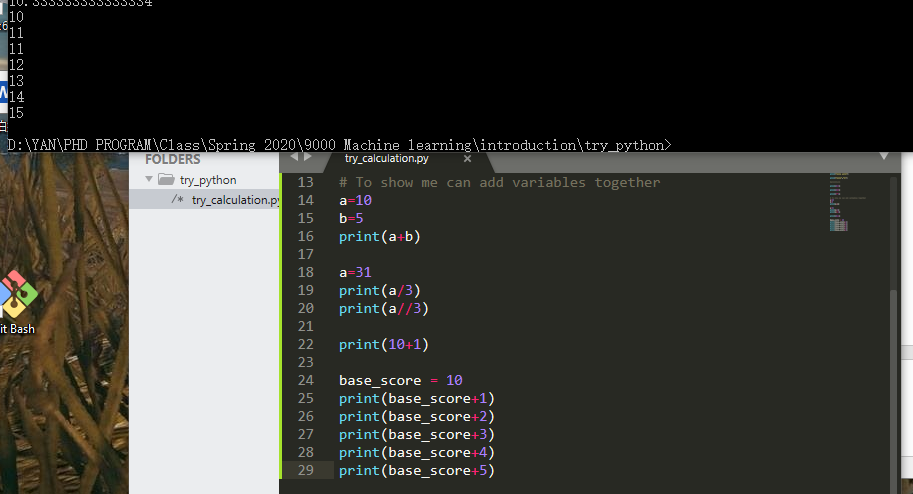 10.333333333333334
10
11
11
12
13
14
15
D:\YAN\PHD PROGRAM\Class\Spring 2020\9000 Machine learning\introduction\try_python>
FOLDERS
try_python
/* try_calculation.py
it Bash
try_calculation.py ×
13 # To show me can add variables together
14 a=10
15 b=5
16 print(a+b)
17
18 a=31
19 print(a/3)
20 print(a//3)
21
22 print(10+1)
23
24 base_score = 10
25 print(base_score+1)
26 print(base_score+2)
27 print(base_score+3)
28 print(base_score+4)
29 print(base_score+5)